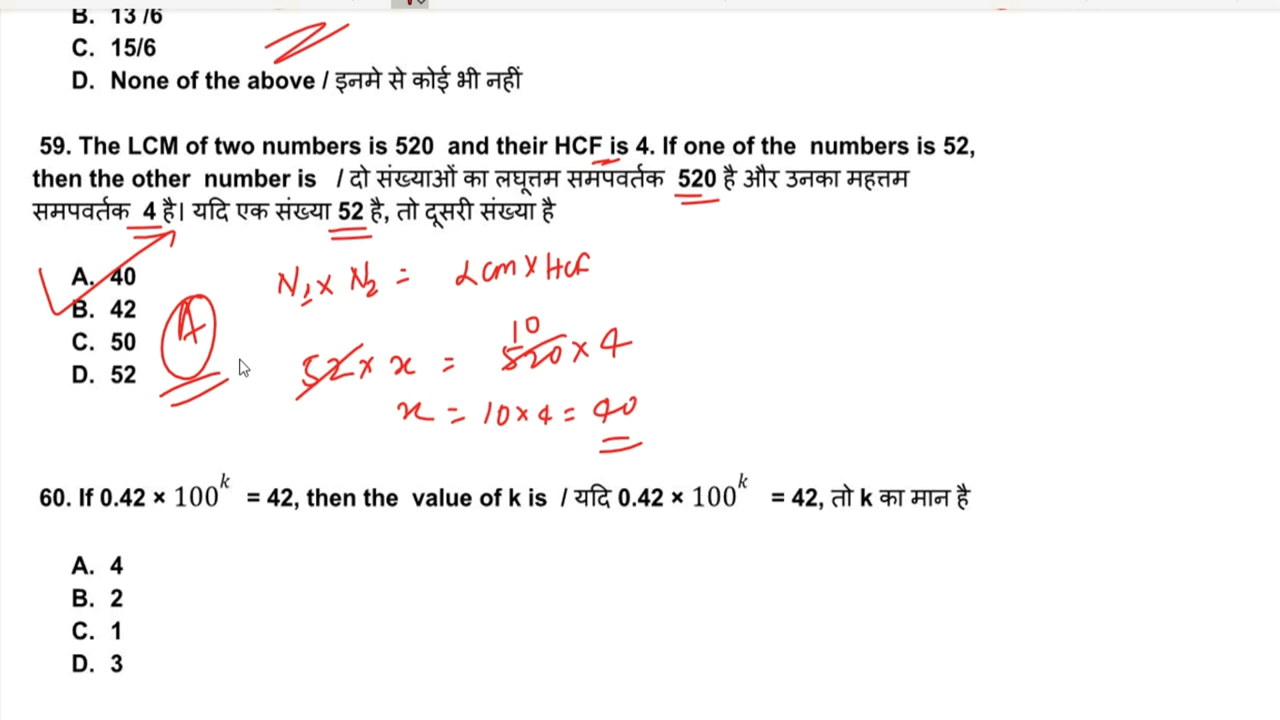 B. 13 /6
C. 15/6
D. None of the above / इनमे से कोई भी नहीं
59. The LCM of two numbers is 520 and their HCF is 4. If one of the numbers is 52,
then the other number is / दो संख्याओं का लघूत्तम समपवर्तक 520 है और उनका महत्तम
समपवर्तक 4 है। यदि एक संख्या 52 है, तो दूसरी संख्या है
A. 40
B. 42
C. 50
D. 52
A
N₁ x N₂ = LCM x HCF
10
52 x x = 520 x 4
x = 10 x 4 = 40
60. If 0.42 × 100^k = 42, then the value of k is / यदि 0.42 × 100^k = 42, तो k का मान है
A. 4
B. 2
C. 1
D. 3